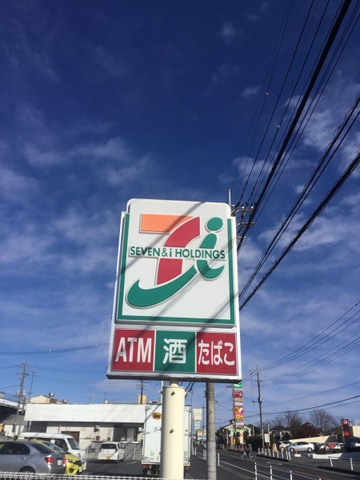 SEVEN & i HOLDINGS
ATM 酒 たばこ